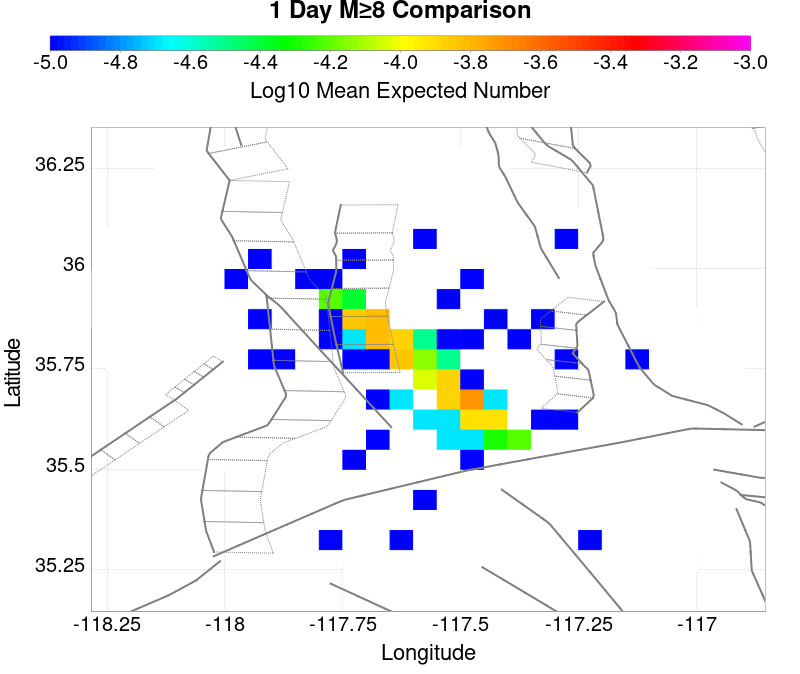 1 Day M≥8 Comparison
-5.0 -4.8 -4.6 -4.4 -4.2 -4.0 -3.8 -3.6 -3.4 -3.2 -3.0
Log10 Mean Expected Number
36.25
36
35.75
35.5
35.25
Latitude
-118.25 -118 -117.75 -117.5 -117.25 -117
Longitude